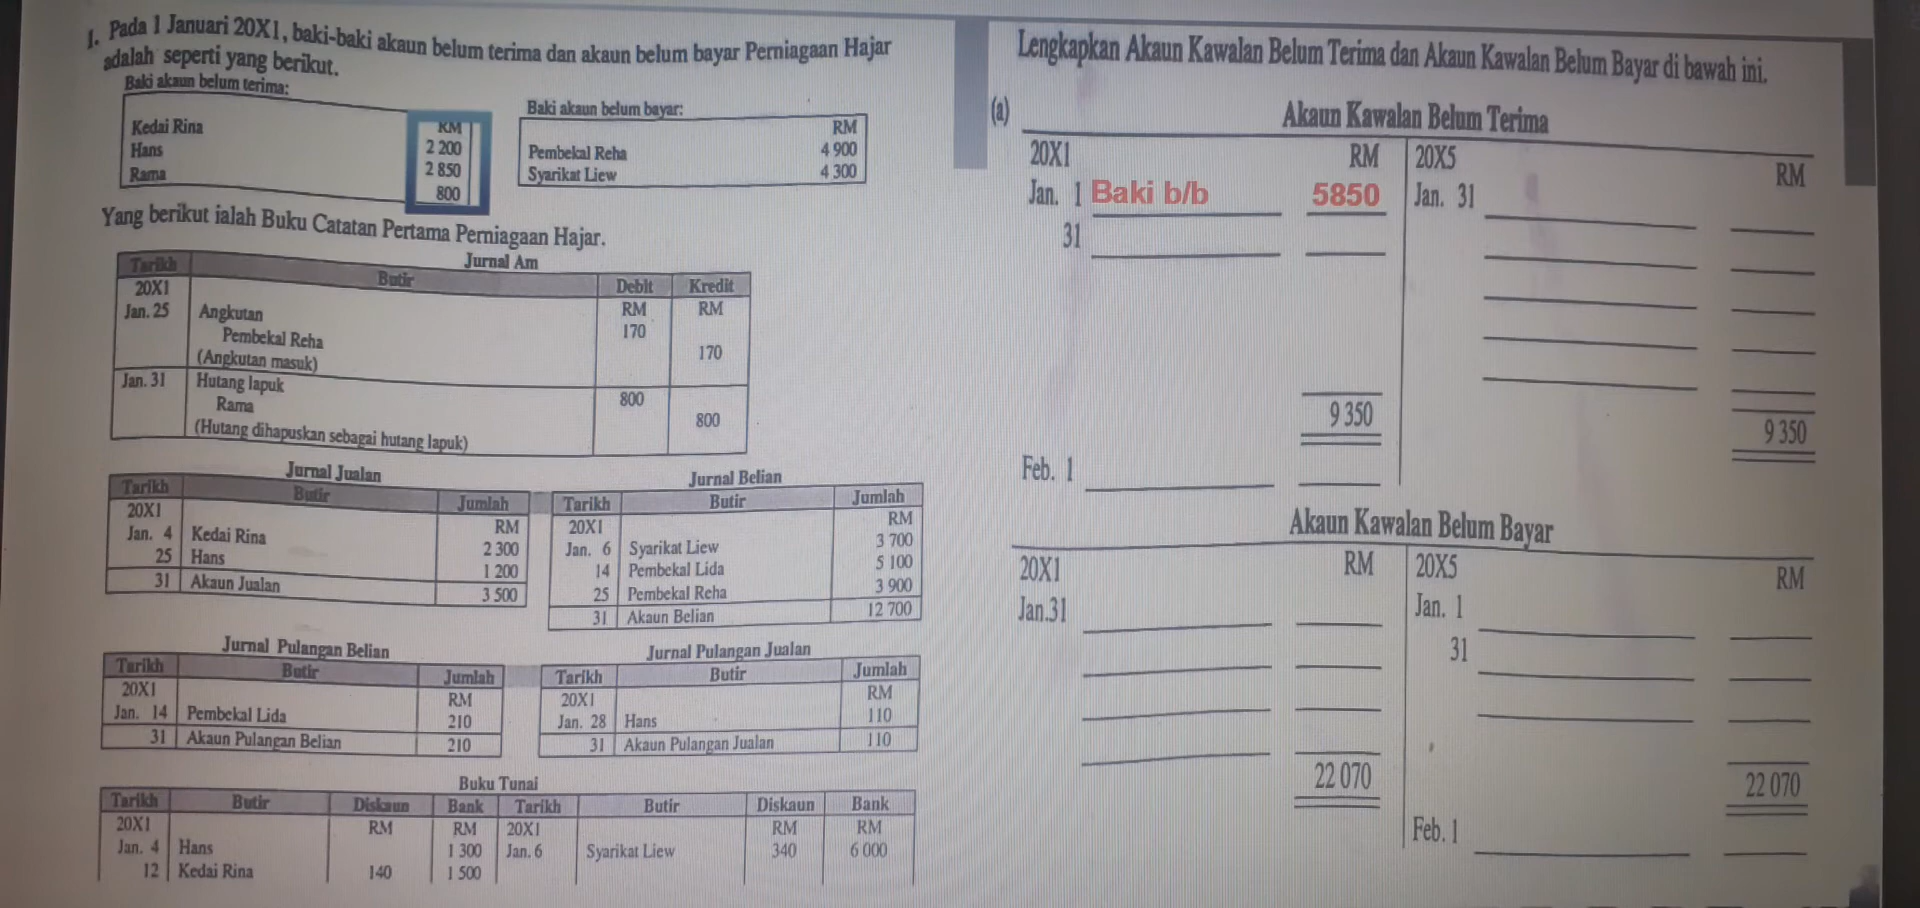 1. Pada 1 Januari 20X1, baki-baki akaun belum terima dan akaun belum bayar Perniagaan Hajar
adalah seperti yang berikut.
Baki akaun belum terima:
RM
Kedai Rina 2 200
Hans 2 850
Rama 800
Baki akaun belum bayar:
RM
Pembekal Reha 4 900
Syarikat Liew 4 300
Yang berikut ialah Buku Catatan Pertama Perniagaan Hajar.
Jurnal Am
Tarikh Butir Debit Kredit
20X1 RM RM
Jan. 25 Angkutan 170
Pembekal Reha 170
(Angkutan masuk)
Jan. 31 Hutang lapuk 800
Rama 800
(Hutang dihapuskan sebagai hutang lapuk)
Jurnal Jualan
Tarikh Butir Jumlah
20X1 RM
Jan. 4 Kedai Rina 2 300
25 Hans 1 200
31 Akaun Jualan 3 500
Jurnal Belian
Tarikh Butir Jumlah
20X1 RM
Jan. 6 Syarikat Liew 3 700
14 Pembekal Lida 5 100
25 Pembekal Reha 3 900
31 Akaun Belian 12 700
Jurnal Pulangan Belian
Tarikh Butir Jumlah
20X1 RM
Jan. 14 Pembekal Lida 210
31 Akaun Pulangan Belian 210
Jurnal Pulangan Jualan
Tarikh Butir Jumlah
20X1 RM
Jan. 28 Hans 110
31 Akaun Pulangan Jualan 110
Buku Tunai
Tarikh Butir Diskaun Bank Tarikh Butir Diskaun Bank
20X1 RM RM 20X1 RM RM
Jan. 4 Hans 1 300 Jan. 6 Syarikat Liew 340 6 000
12 Kedai Rina 140 1 500
Lengkapkan Akaun Kawalan Belum Terima dan Akaun Kawalan Belum Bayar di bawah ini.
(a) Akaun Kawalan Belum Terima
20X1 RM 20X5 RM
Jan. 1 Baki b/b 5850 Jan. 31
31
9 350 9 350
Feb. 1
Akaun Kawalan Belum Bayar
20X1 RM 20X5 RM
Jan.31 Jan. 1
31
22 070 22 070
Feb. 1